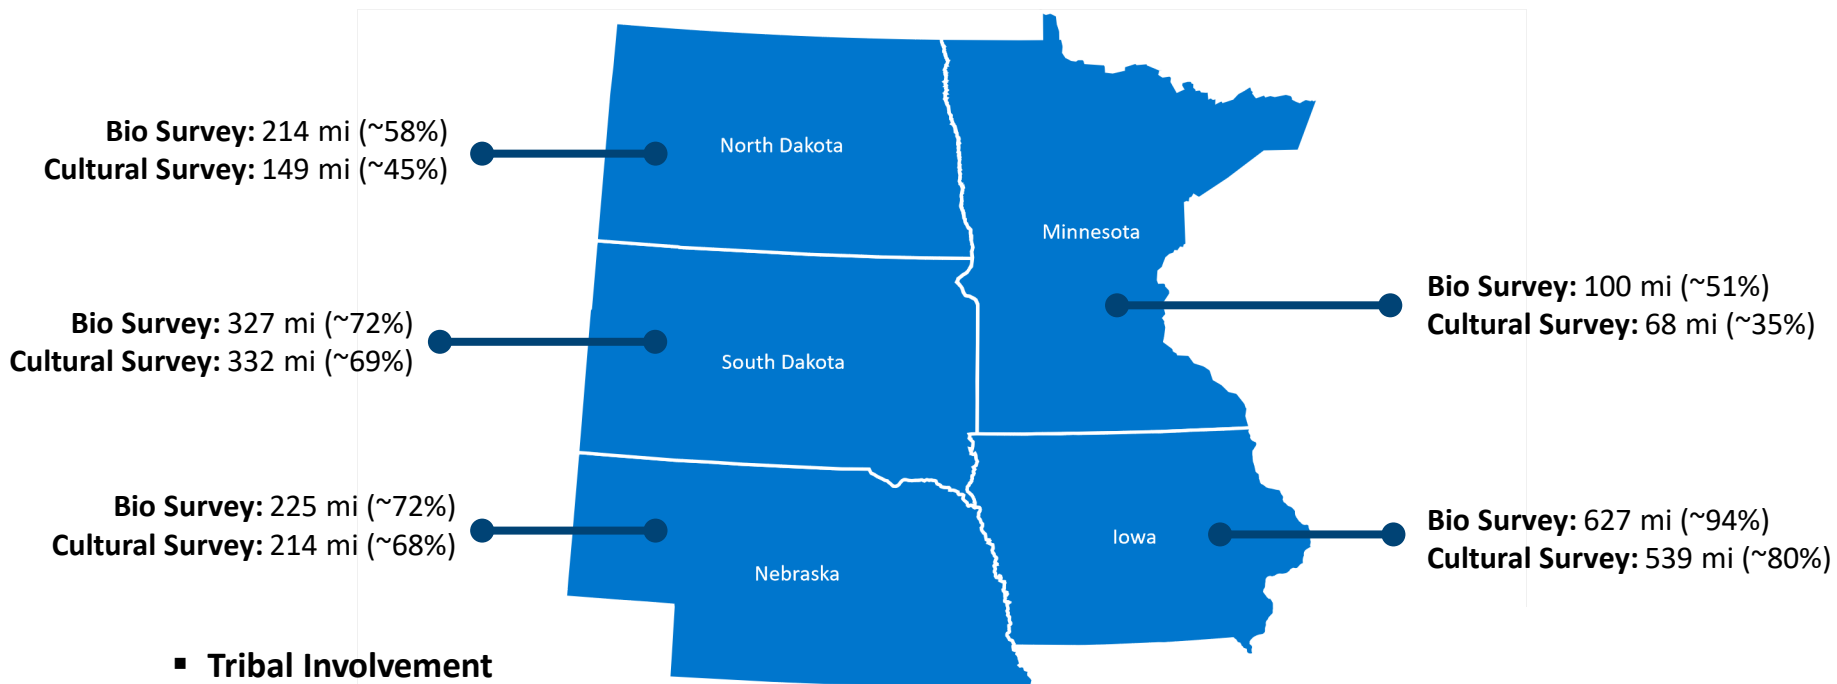 Bio Survey: 214 mi (~58%)
Cultural Survey: 149 mi (~45%)
North Dakota
Minnesota
Bio Survey: 100 mi (~51%)
Cultural Survey: 68 mi (~35%)
Bio Survey: 327 mi (~72%)
Cultural Survey: 332 mi (~69%)
South Dakota
Bio Survey: 225 mi (~72%)
Cultural Survey: 214 mi (~68%)
Nebraska
Iowa
Bio Survey: 627 mi (~94%)
Cultural Survey: 539 mi (~80%)
▪ Tribal Involvement